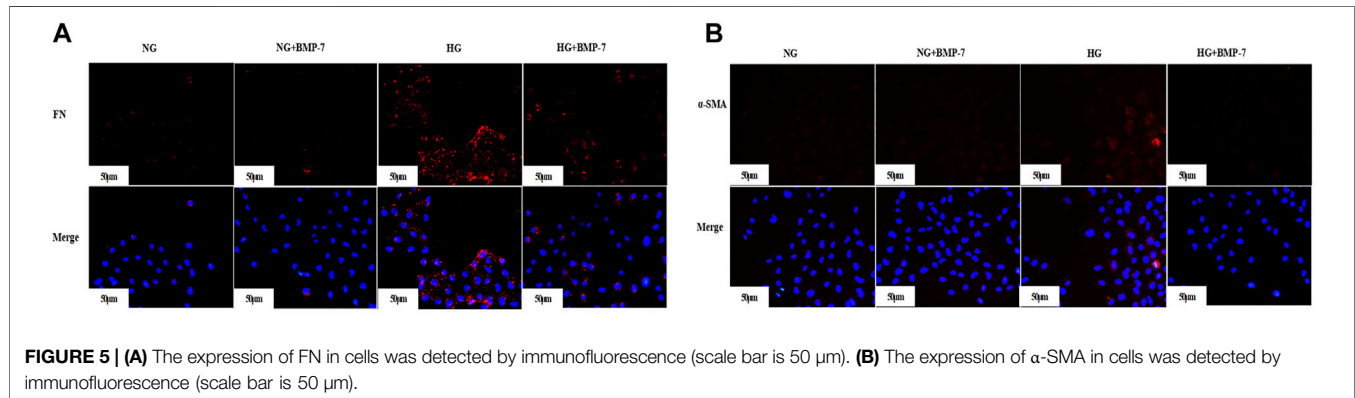 A
B
NG NG+BMP-7 HG HG+BMP-7
NG NG+BMP-7 HG HG+BMP-7
FN
50μm 50μm 50μm 50μm
Merge
50μm 50μm 50μm 50μm
α-SMA
50μm 50μm 50μm 50μm
Merge
50μm 50μm 50μm 50μm
FIGURE 5 | (A) The expression of FN in cells was detected by immunofluorescence (scale bar is 50 μm). (B) The expression of α-SMA in cells was detected by
immunofluorescence (scale bar is 50 μm).